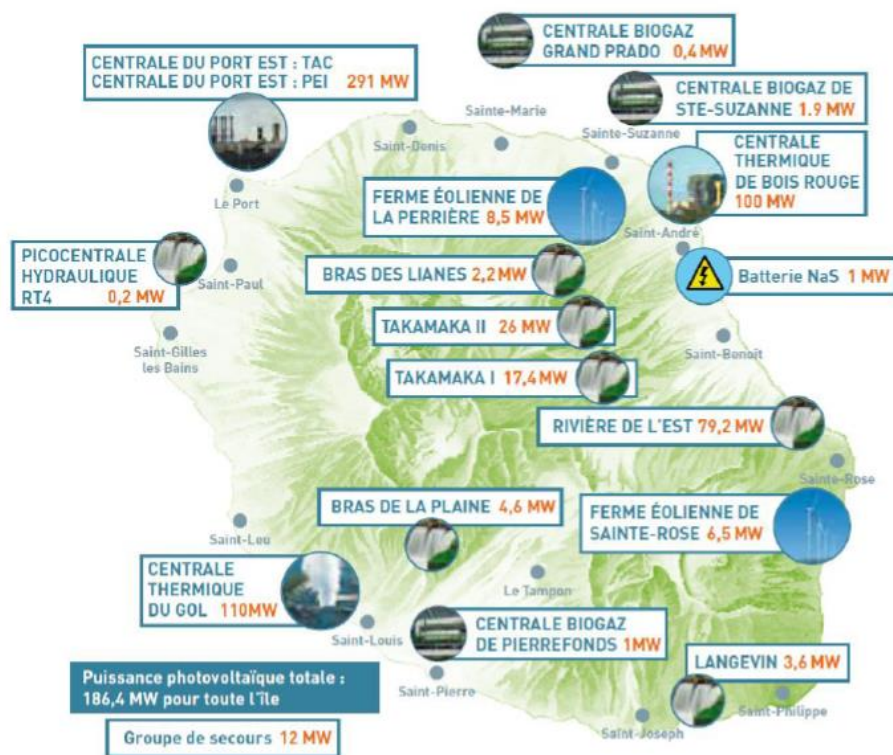 CENTRALE BIOGAZ
GRAND PRADO 0,4 MW
CENTRALE DU PORT EST : TAC
CENTRALE DU PORT EST : PEI 291 MW
CENTRALE BIOGAZ DE
STE-SUZANNE 1.9 MW
Sainte-Marie
Saint-Denis
Sainte-Suzanne
CENTRALE
THERMIQUE
DE BOIS ROUGE
100 MW
Le Port
FERME ÉOLIENNE DE
LA PERRIÈRE 8,5 MW
Saint-André
PICOCENTRALE
HYDRAULIQUE
RT4 0,2 MW
Saint-Paul
BRAS DES LIANES 2,2 MW
Batterie NaS 1 MW
TAKAMAKA II 26 MW
Saint-Gilles
les Bains
Saint-Benoît
TAKAMAKA I 17,4 MW
RIVIÈRE DE L'EST 79,2 MW
Sainte-Rose
BRAS DE LA PLAINE 4,6 MW
FERME ÉOLIENNE DE
SAINTE-ROSE 6,5 MW
Saint-Leu
CENTRALE
THERMIQUE
DU GOL 110MW
Le Tampon
Saint-Louis
CENTRALE BIOGAZ
DE PIERREFONDS 1MW
Puissance photovoltaïque totale :
186,4 MW pour toute l'île
Saint-Pierre
LANGEVIN 3,6 MW
Saint-Philippe
Saint-Joseph
Groupe de secours 12 MW